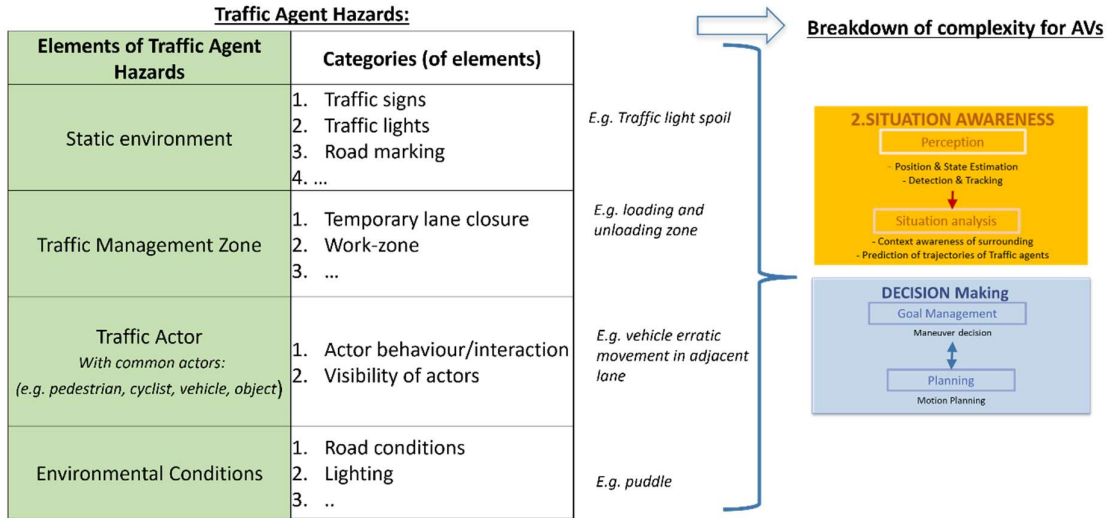 Traffic Agent Hazards:
Breakdown of complexity for AVs
Elements of Traffic Agent
Hazards
Categories (of elements)
Static environment
1. Traffic signs
2. Traffic lights
3. Road marking
4. ...
E.g. Traffic light spoil
Traffic Management Zone
1. Temporary lane closure
2. Work-zone
3. ...
E.g. loading and
unloading zone
Traffic Actor
With common actors:
(e.g. pedestrian, cyclist, vehicle, object)
1. Actor behaviour/interaction
2. Visibility of actors
E.g. vehicle erratic
movement in adjacent
lane
Environmental Conditions
1. Road conditions
2. Lighting
3. ..
E.g. puddle
2.SITUATION AWARENESS
Perception
- Position & State Estimation
- Detection & Tracking
Situation analysis
- Context awareness of surrounding
- Prediction of trajectories of Traffic agents
DECISION Making
Goal Management
Maneuver decision
Planning
Motion Planning